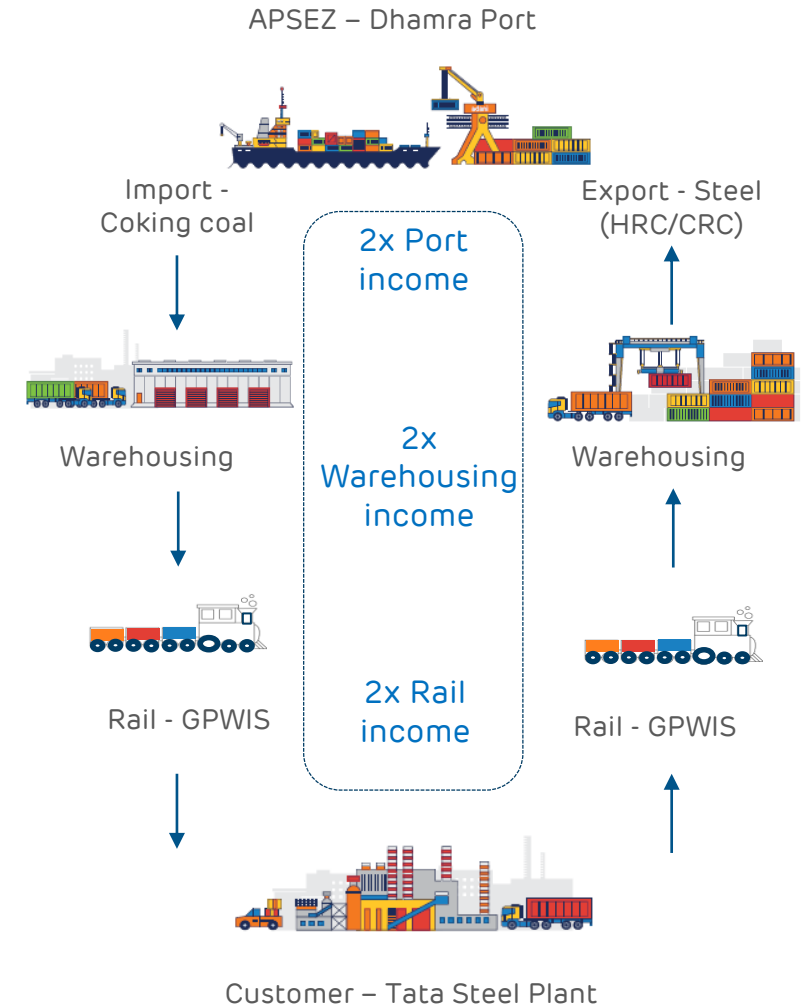 APSEZ – Dhamra Port
adani
Import -
Coking coal
Export - Steel
(HRC/CRC)
2x Port
income
Warehousing
2x
Warehousing
income
Warehousing
Rail - GPWIS
2x Rail
income
Rail - GPWIS
Customer – Tata Steel Plant